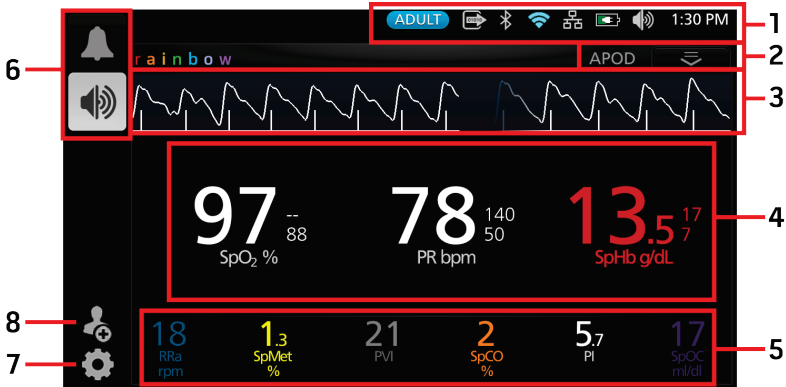 ADULT 1:30 PM 1
6
rainbow APOD 2
3
97 -- 88 78 140 50 13.5 17 7 4
SpO₂ % PR bpm SpHb g/dL
8
18 1.3 21 2 5.7 17 5
RRa SpMet PVI SpCO PI SpOC
rpm % % ml/dl
7